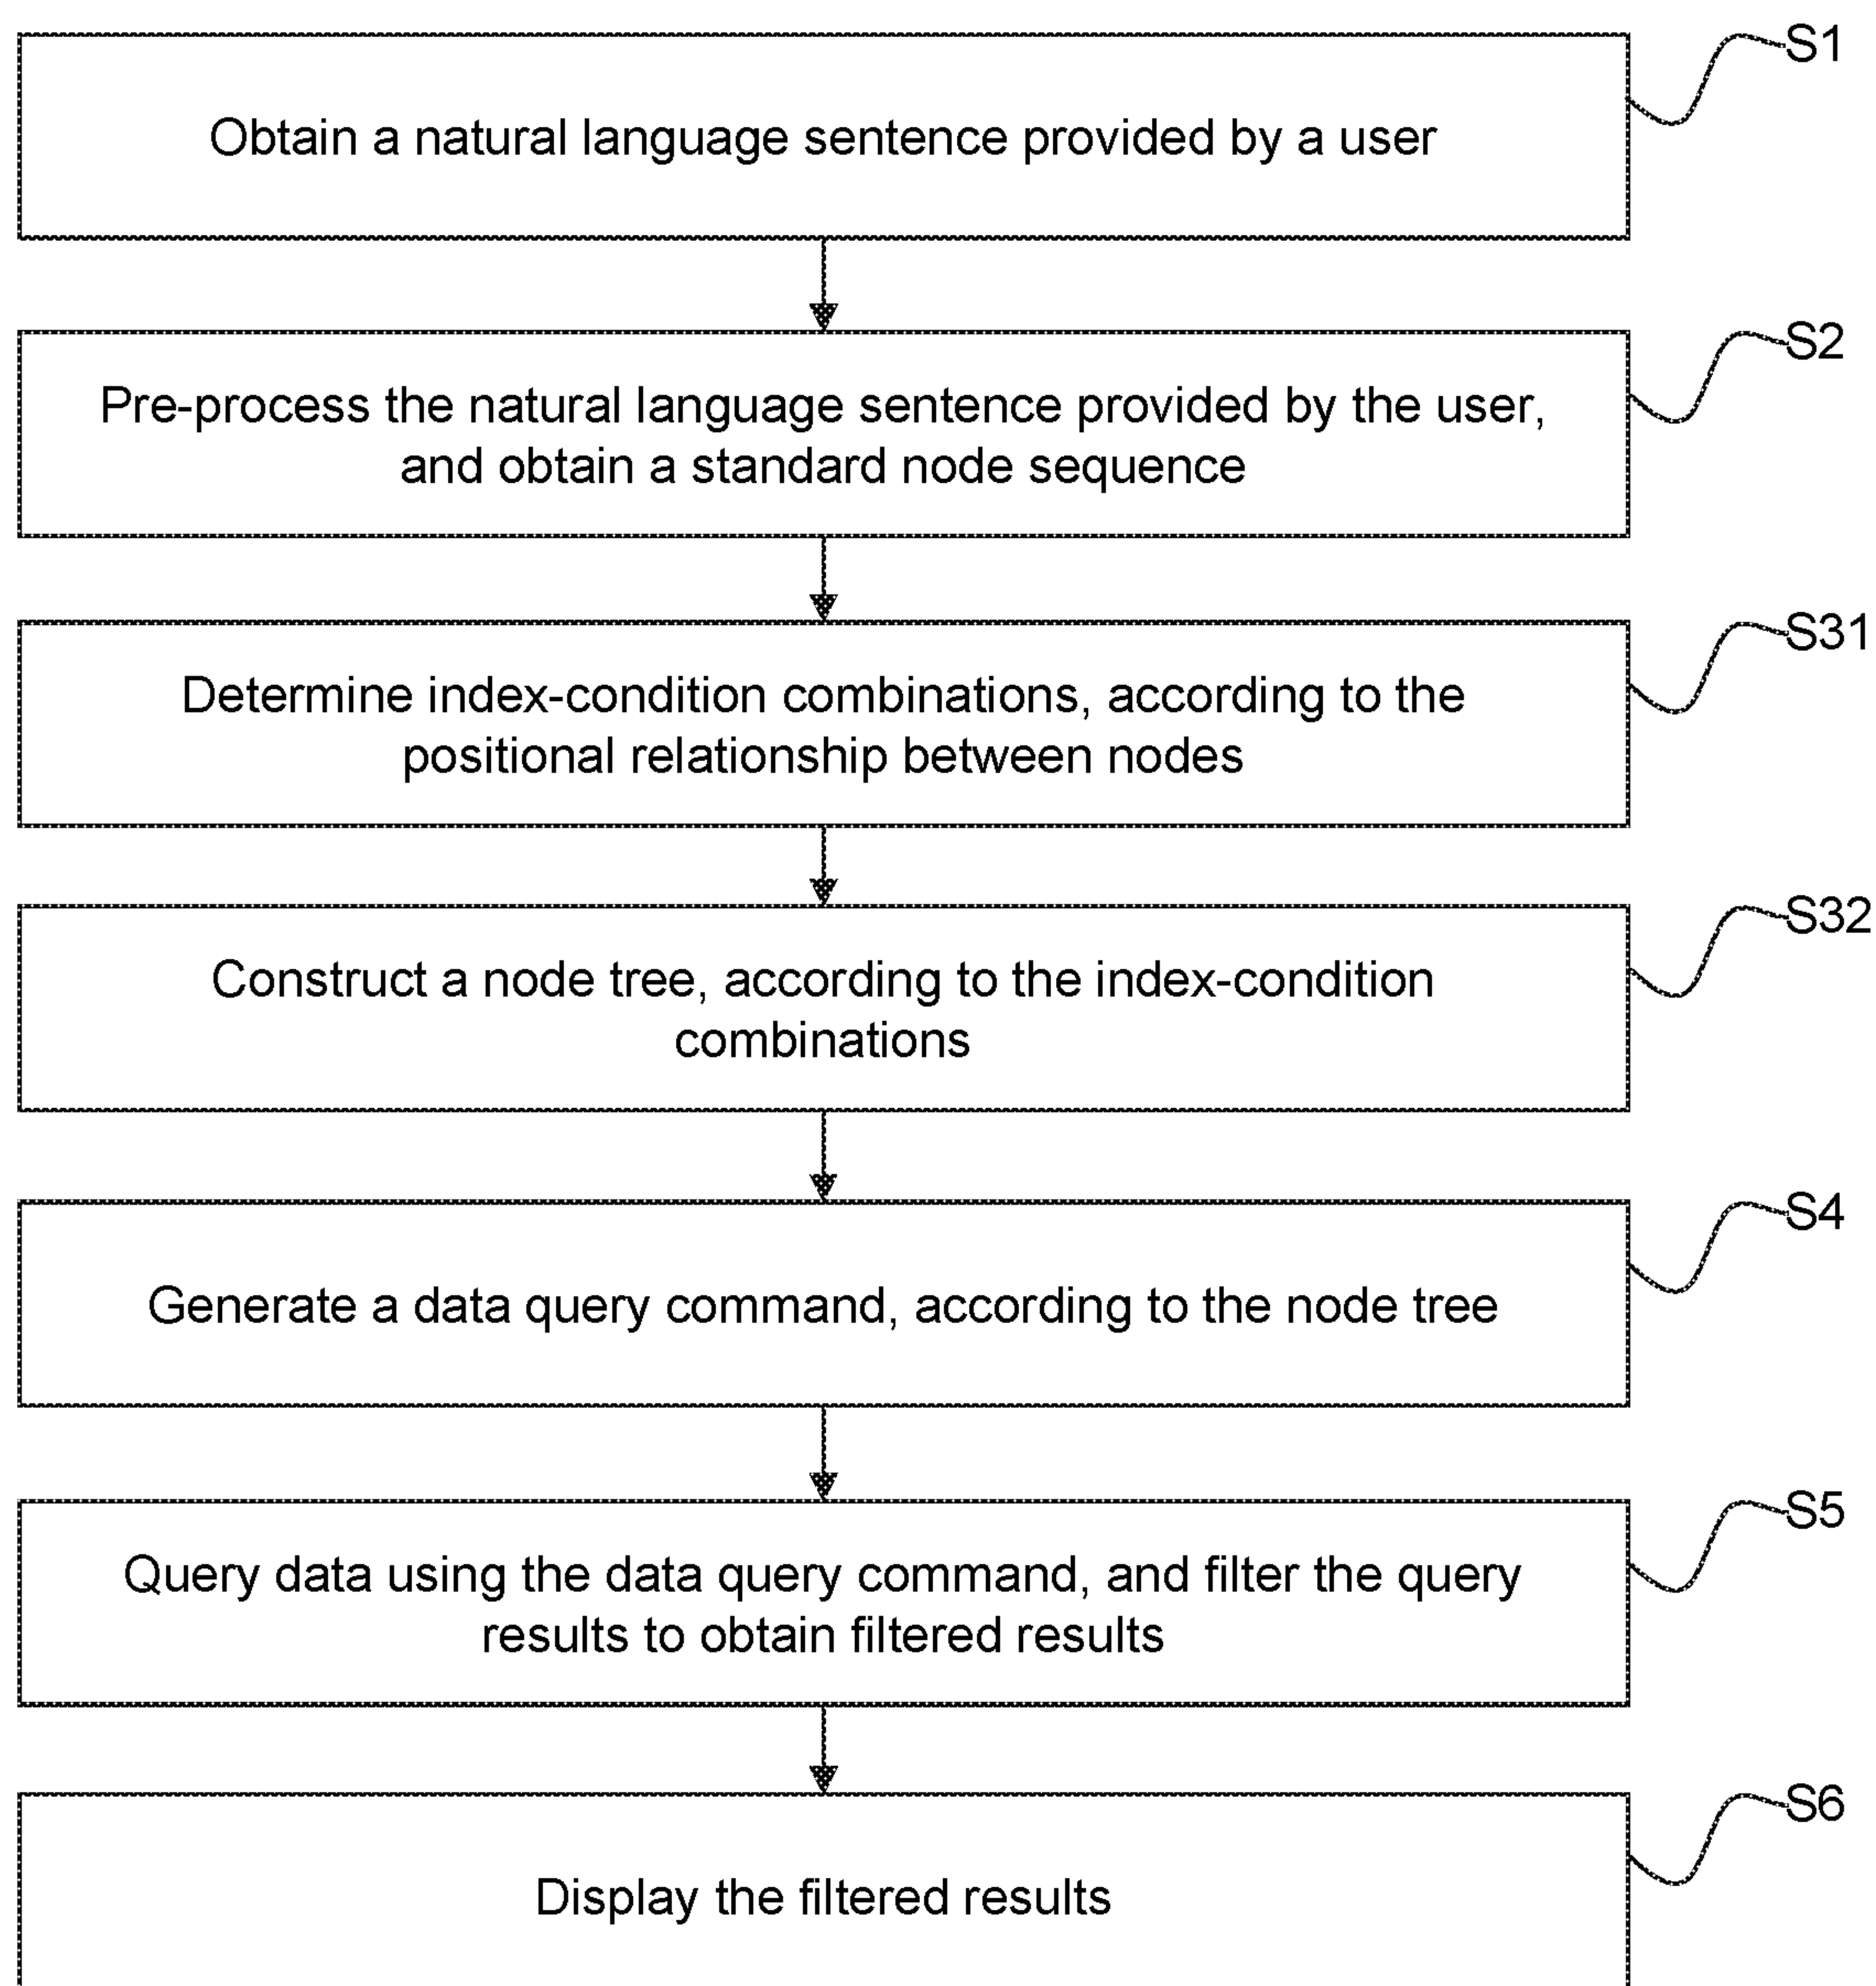 S1
Obtain a natural language sentence provided by a user
S2
Pre-process the natural language sentence provided by the user,
and obtain a standard node sequence
S31
Determine index-condition combinations, according to the
positional relationship between nodes
S32
Construct a node tree, according to the index-condition
combinations
S4
Generate a data query command, according to the node tree
S5
Query data using the data query command, and filter the query
results to obtain filtered results
S6
Display the filtered results